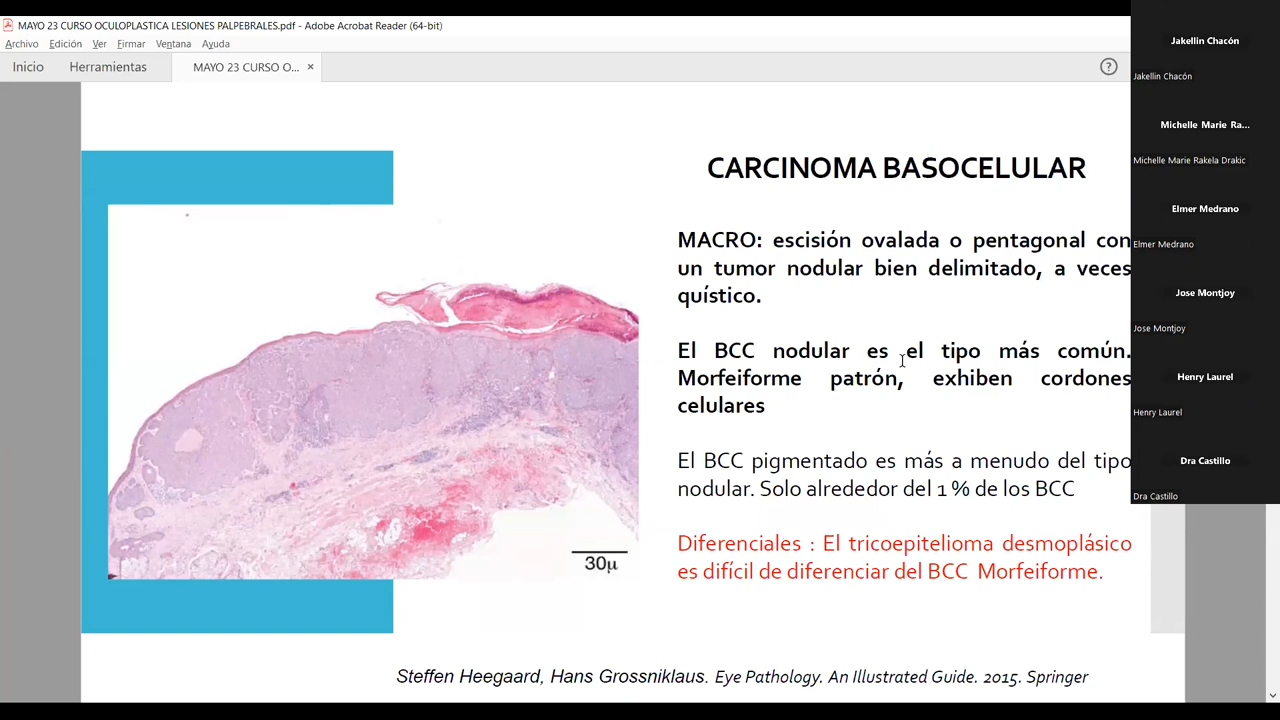 MAYO 23 CURSO OCULOPLASTICA LESIONES PALPEBRALES.pdf - Adobe Acrobat Reader (64-bit)
Archivo Edición Ver Firmar Ventana Ayuda
Inicio Herramientas MAYO 23 CURSO O... ×
?
CARCINOMA BASOCELULAR
MACRO: escisión ovalada o pentagonal con
un tumor nodular bien delimitado, a veces
quístico.
El BCC nodular es el tipo más común.
Morfeiforme patrón, exhiben cordones
celulares
El BCC pigmentado es más a menudo del tipo
nodular. Solo alrededor del 1 % de los BCC
Diferenciales : El tricoepitelioma desmoplásico
es difícil de diferenciar del BCC Morfeiforme.
30μ
Steffen Heegaard, Hans Grossniklaus. Eye Pathology. An Illustrated Guide. 2015. Springer
Jakellin Chacón
Jakellin Chacón
Michelle Marie Ra...
Michelle Marie Rakela Drakic
Elmer Medrano
Elmer Medrano
Jose Montjoy
Jose Montjoy
Henry Laurel
Henry Laurel
Dra Castillo
Dra Castillo